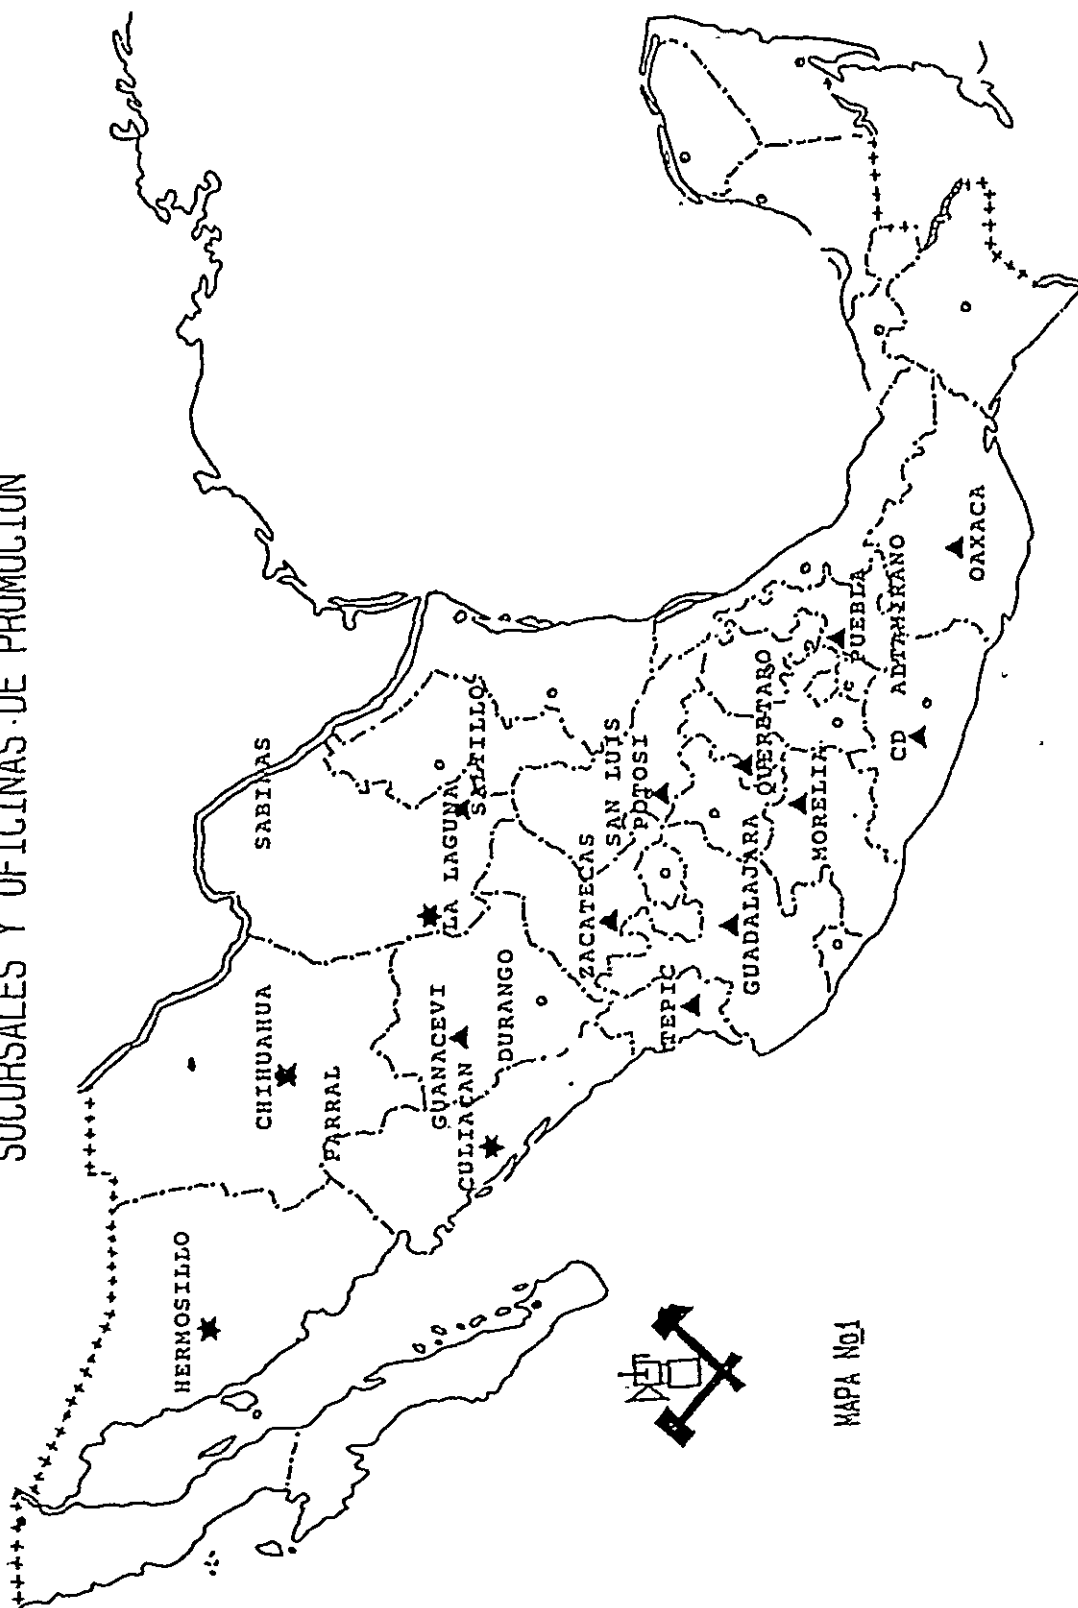 SUCURSALES Y OFICINAS DE PROMOCION
HERMOSILLO
CHIHUAHUA
SABINAS
PARRAL
GUANACEVI
LA LAGUNA
SALTILLO
CULIACAN
DURANGO
ZACATECAS
SAN LUIS
POTOSI
TEPIC
GUADALAJARA
QUERETARO
MORELIA
PUEBLA
CD ALTAMIRANO
OAXACA
MAPA No1